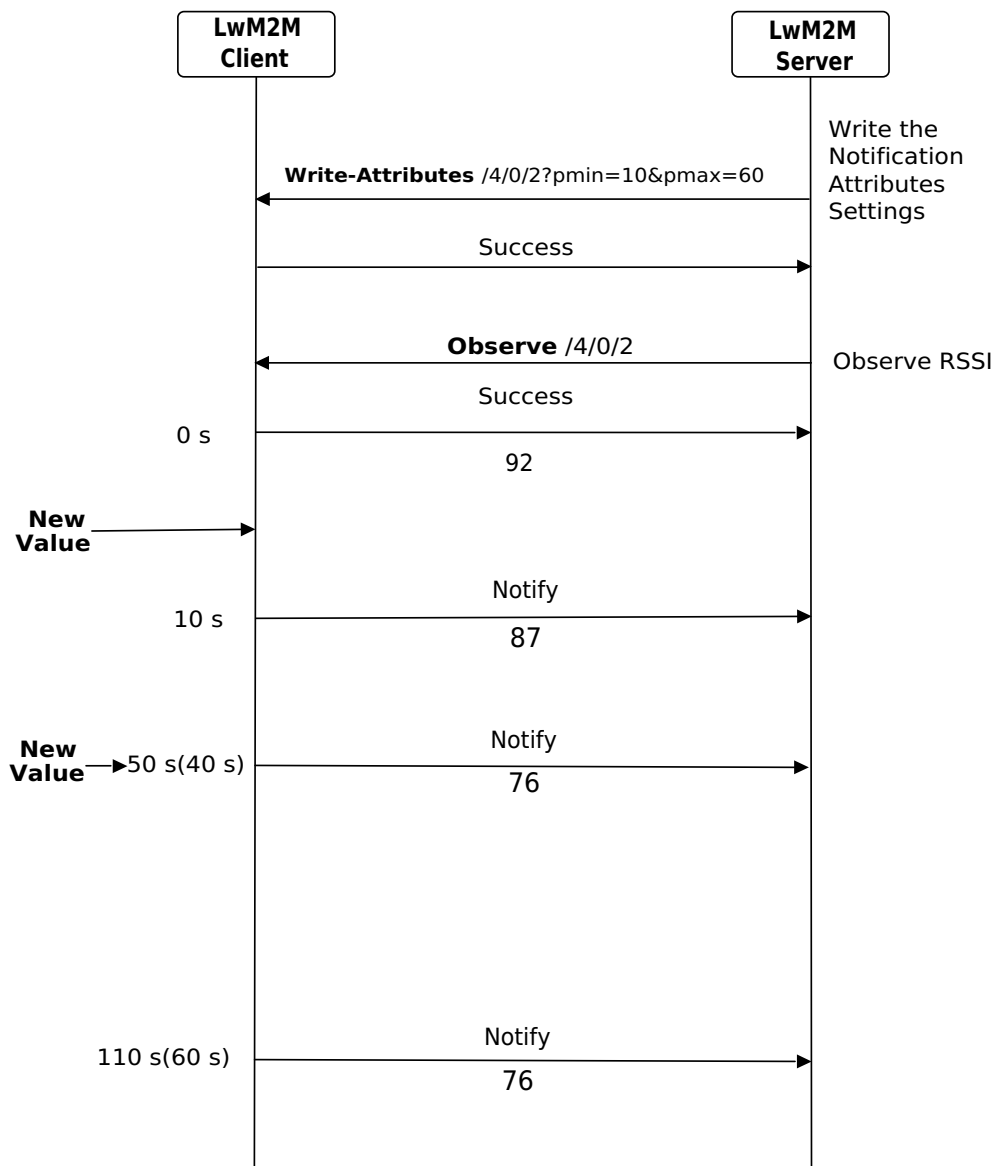 LwM2M
Client
LwM2M
Server
Write the
Notification
Attributes
Settings
Write-Attributes /4/0/2?pmin=10&pmax=60
Success
Observe /4/0/2
Observe RSSI
Success
0 s
92
New
Value
Notify
10 s
87
New
Value
50 s(40 s)
Notify
76
Notify
110 s(60 s)
76